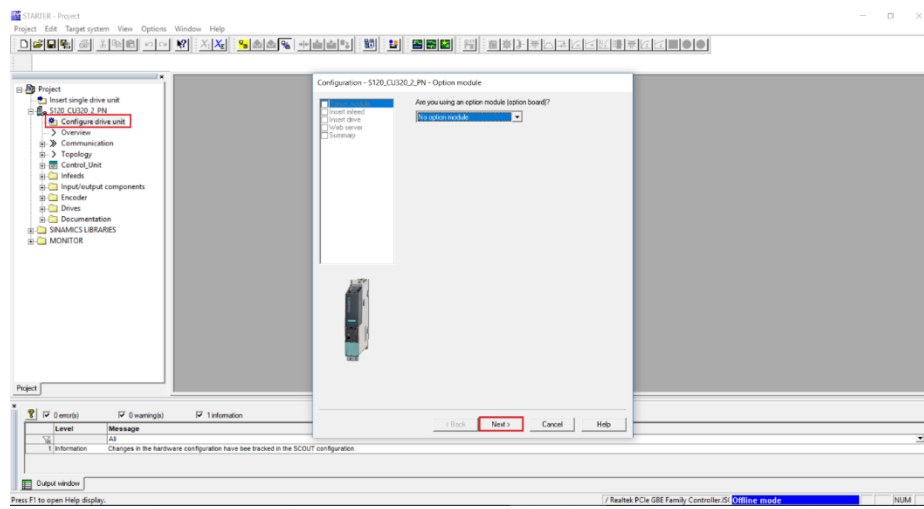 STARTER - Project
Project Edit Target system View Options Window Help
Project
Insert single drive unit
S120_CU320_2_PN
Configure drive unit
Overview
Communication
Topology
Control_Unit
Infeeds
Input/output components
Encoder
Drives
Documentation
SINAMICS LIBRARIES
MONITOR
Project
Configuration - S120_CU320_2_PN - Option module
Insert infeed
Insert drive
Web server
Summary
Are you using an option module (option board)?
No option module
< Back Next > Cancel Help
0 error(s) 0 warning(s) 1 information
Level Message
All
1 Information Changes in the hardware configuration have bee tracked in the SCOUT configuration.
Output window
Press F1 to open Help display.
/ Realtek PCIe GBE Family Controller.ISO Offline mode NUM